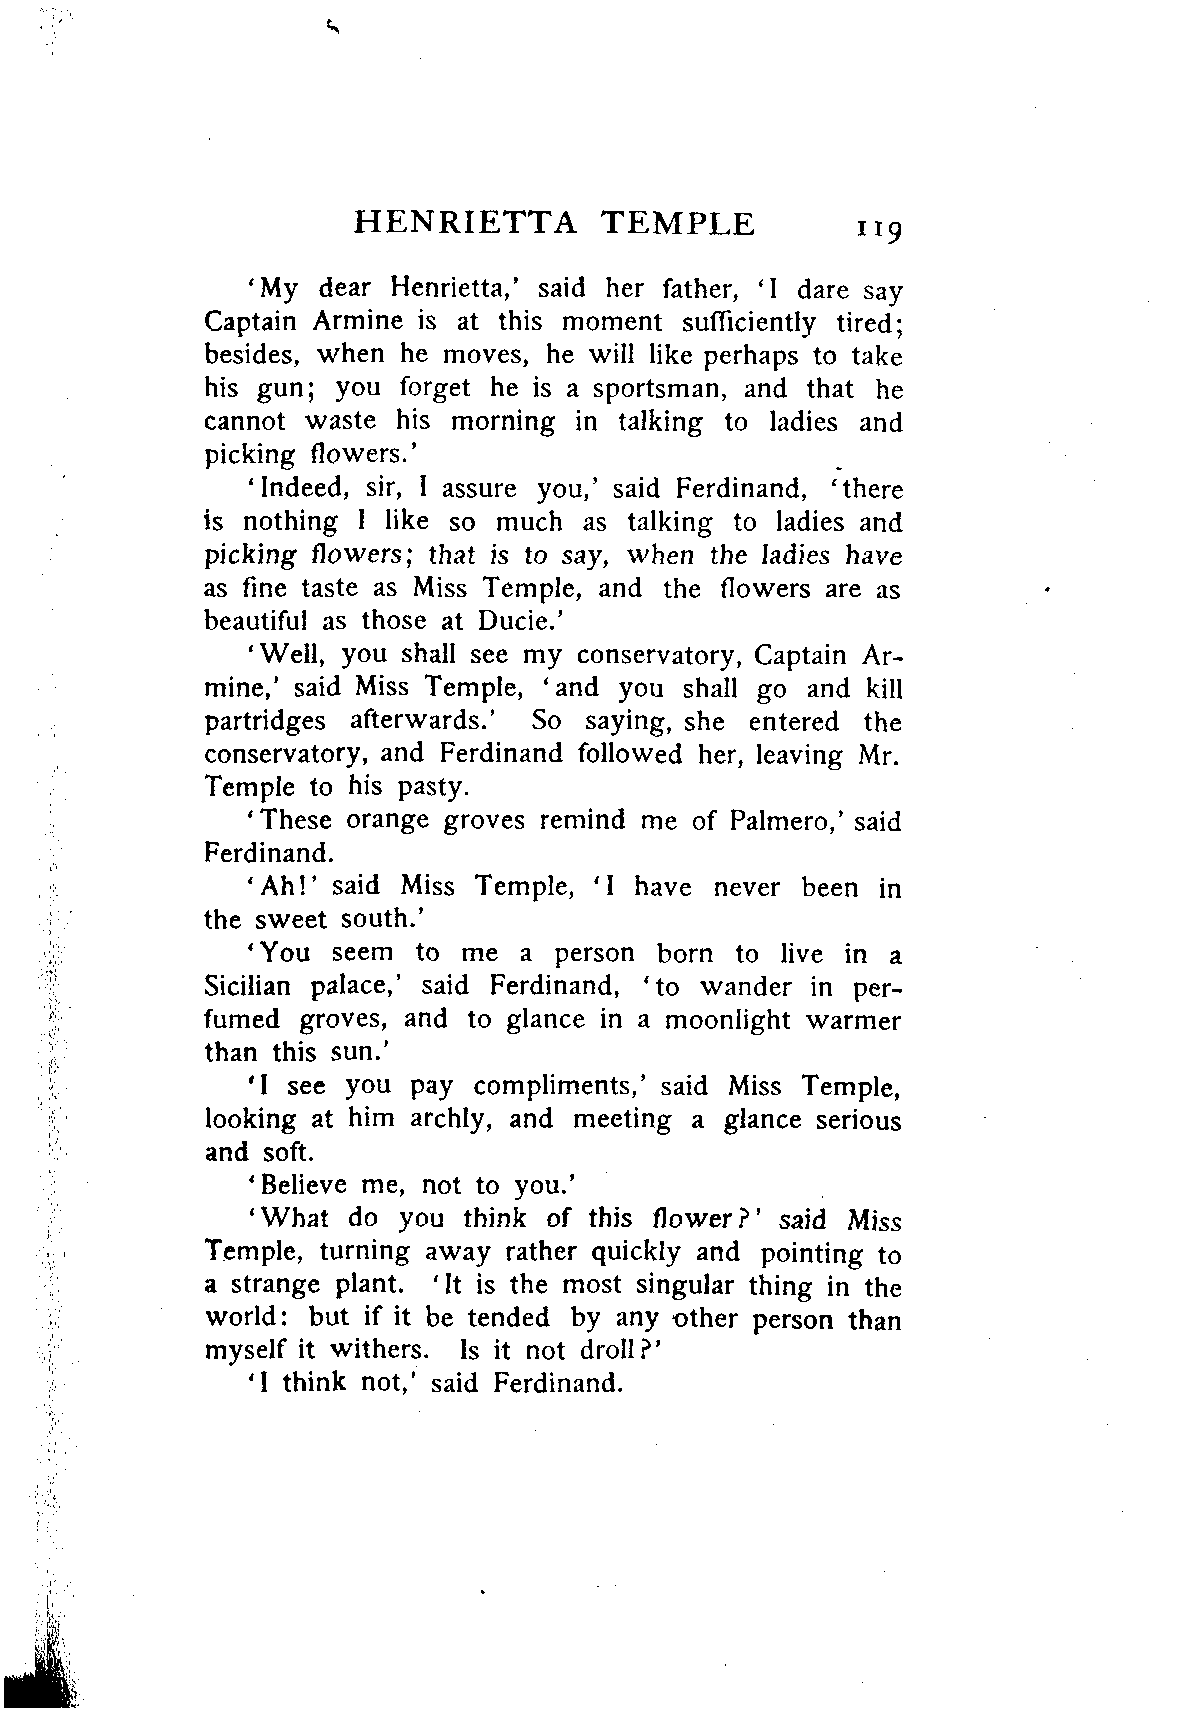 HENRIETTA TEMPLE 119
‘My dear Henrietta,’ said her father, ‘I dare say
Captain Armine is at this moment sufficiently tired;
besides, when he moves, he will like perhaps to take
his gun; you forget he is a sportsman, and that he
cannot waste his morning in talking to ladies and
picking flowers.’
‘Indeed, sir, I assure you,’ said Ferdinand, ‘there
is nothing I like so much as talking to ladies and
picking flowers; that is to say, when the ladies have
as fine taste as Miss Temple, and the flowers are as
beautiful as those at Ducie.’
‘Well, you shall see my conservatory, Captain Ar-
mine,’ said Miss Temple, ‘and you shall go and kill
partridges afterwards.’ So saying, she entered the
conservatory, and Ferdinand followed her, leaving Mr.
Temple to his pasty.
‘These orange groves remind me of Palmero,’ said
Ferdinand.
‘Ah!’ said Miss Temple, ‘I have never been in
the sweet south.’
‘You seem to me a person born to live in a
Sicilian palace,’ said Ferdinand, ‘to wander in per-
fumed groves, and to glance in a moonlight warmer
than this sun.’
‘I see you pay compliments,’ said Miss Temple,
looking at him archly, and meeting a glance serious
and soft.
‘Believe me, not to you.’
‘What do you think of this flower?’ said Miss
Temple, turning away rather quickly and pointing to
a strange plant. ‘It is the most singular thing in the
world: but if it be tended by any other person than
myself it withers. Is it not droll?’
‘I think not,’ said Ferdinand.